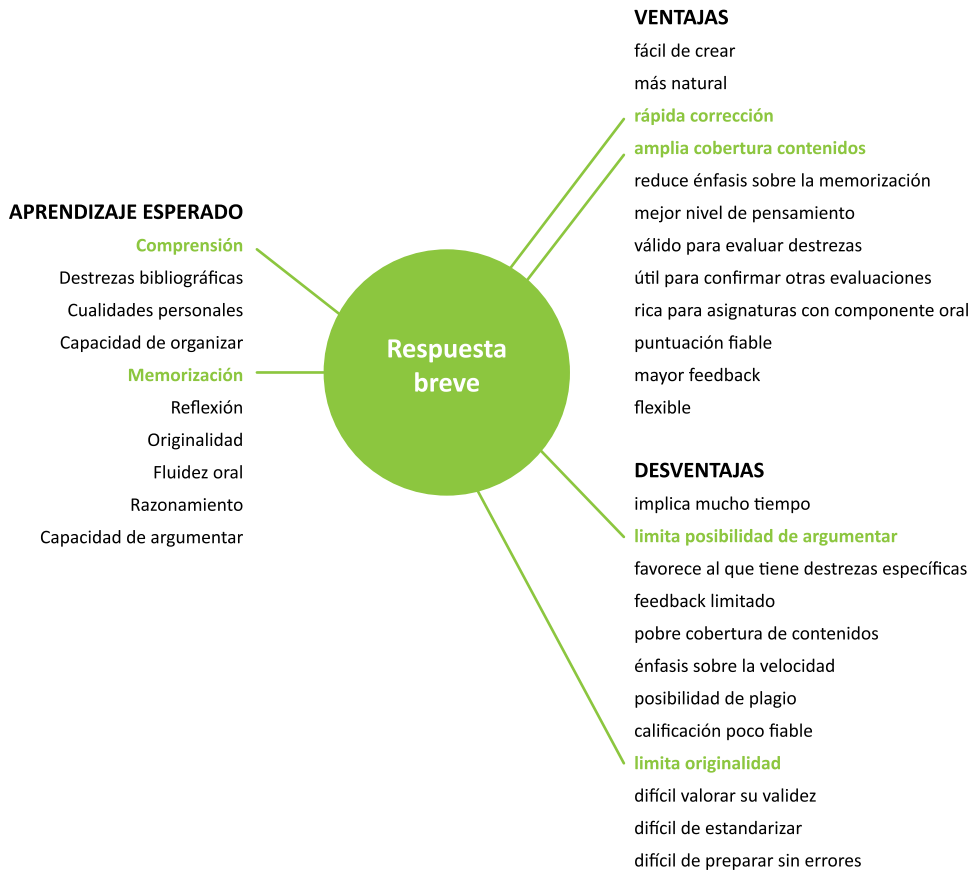 APRENDIZAJE ESPERADO
Comprensión
Destrezas bibliográficas
Cualidades personales
Capacidad de organizar
Memorización
Reflexión
Originalidad
Fluidez oral
Razonamiento
Capacidad de argumentar
Respuesta
breve
VENTAJAS
fácil de crear
más natural
rápida corrección
amplia cobertura contenidos
reduce énfasis sobre la memorización
mejor nivel de pensamiento
válido para evaluar destrezas
útil para confirmar otras evaluaciones
rica para asignaturas con componente oral
puntuación fiable
mayor feedback
flexible
DESVENTAJAS
implica mucho tiempo
limita posibilidad de argumentar
favorece al que tiene destrezas específicas
feedback limitado
pobre cobertura de contenidos
énfasis sobre la velocidad
posibilidad de plagio
calificación poco fiable
limita originalidad
difícil valorar su validez
difícil de estandarizar
difícil de preparar sin errores